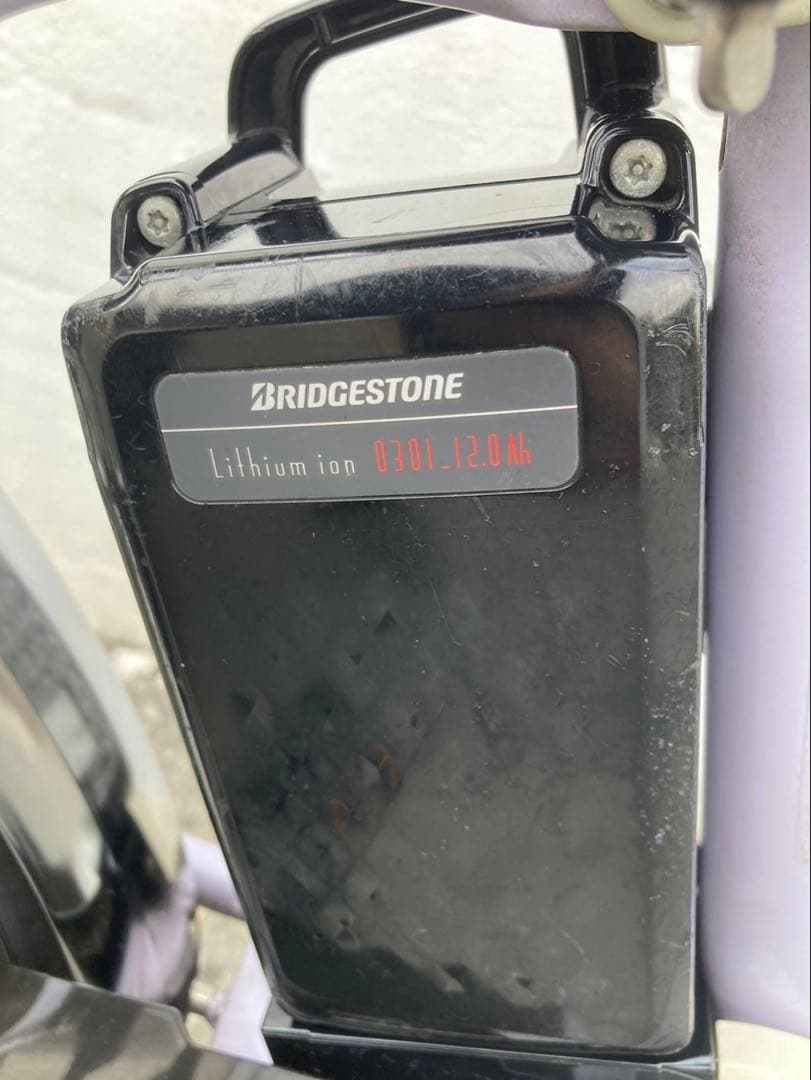 BRIDGESTONE
Lithium ion 0301_12.0Ah